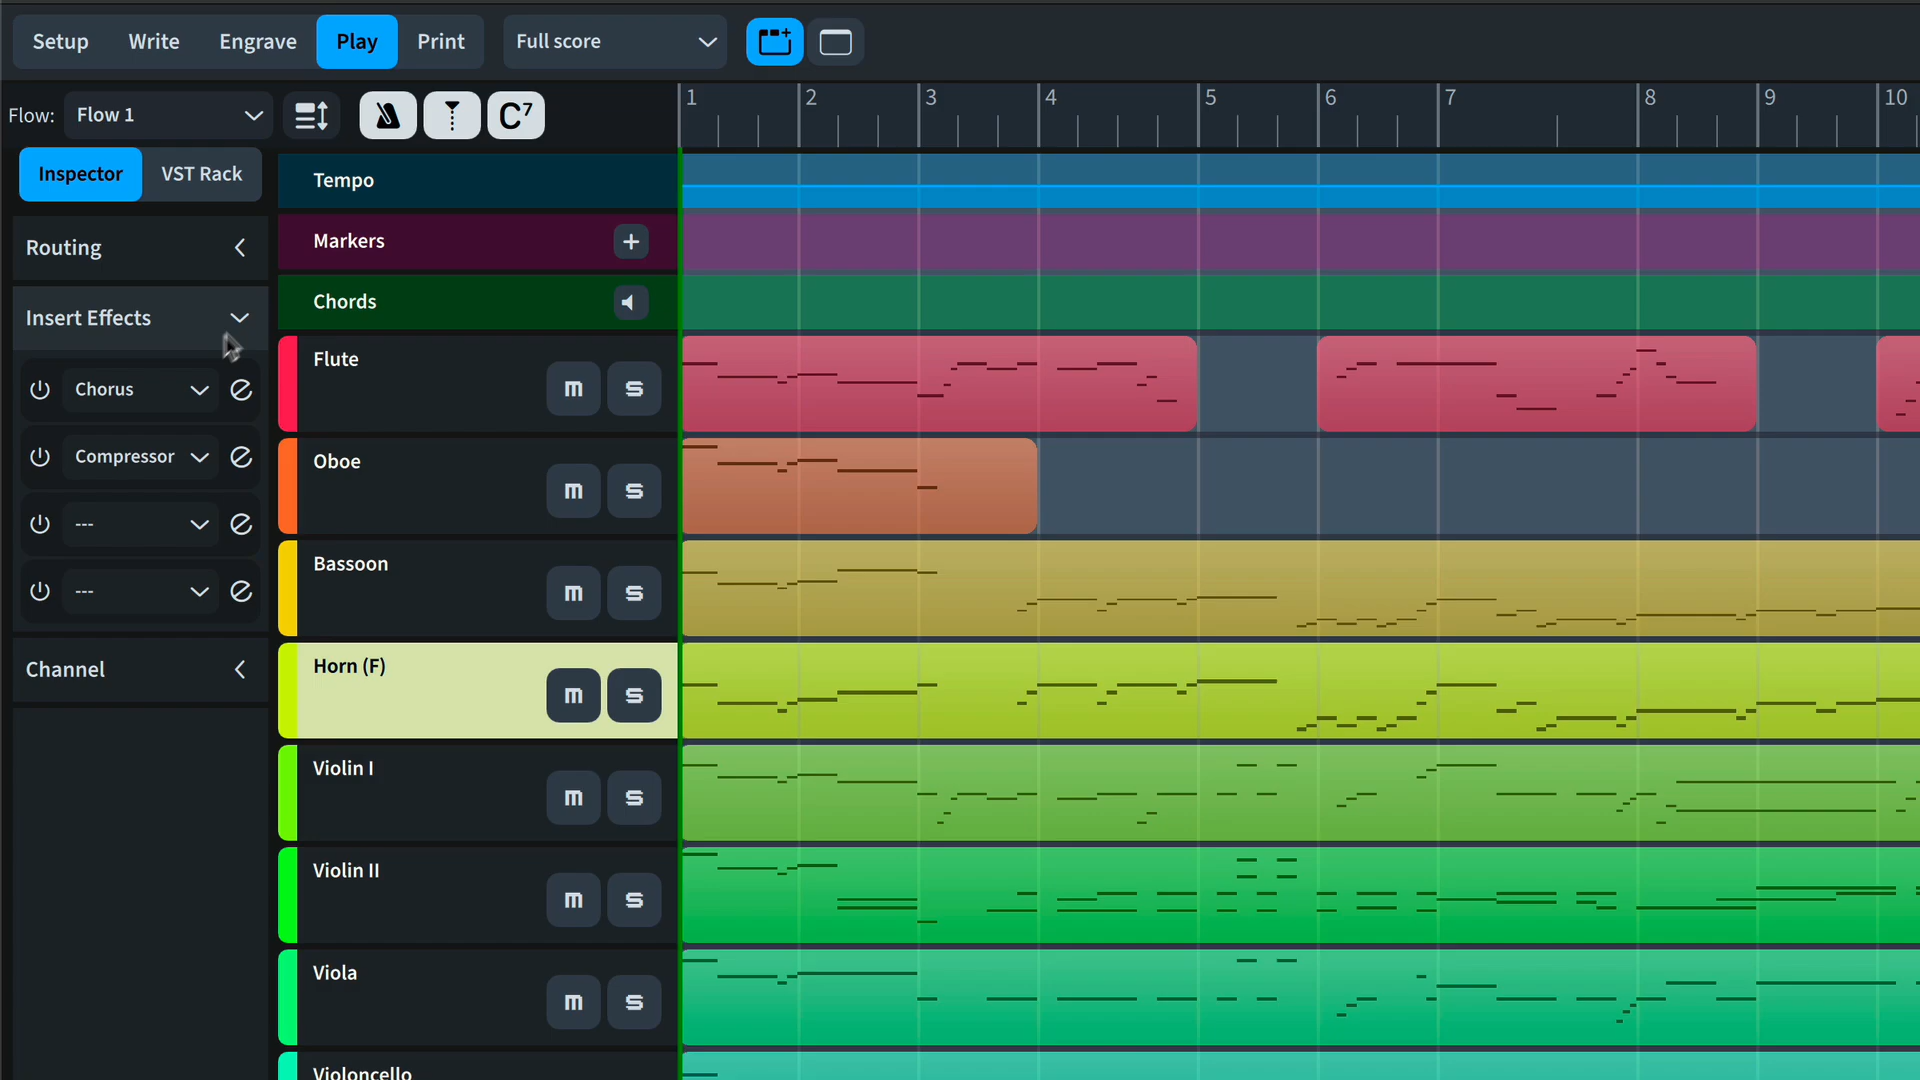 Setup Write Engrave Play Print Full score
Flow: Flow 1 C7
1 2 3 4 5 6 7 8 9 10
Inspector VST Rack
Tempo
Routing
Markers
Insert Effects
Chords
Chorus
Flute
m s
Compressor
Oboe
m s
---
Bassoon
m s
---
Channel
Horn (F)
m s
Violin I
m s
Violin II
m s
Viola
m s
Violoncello